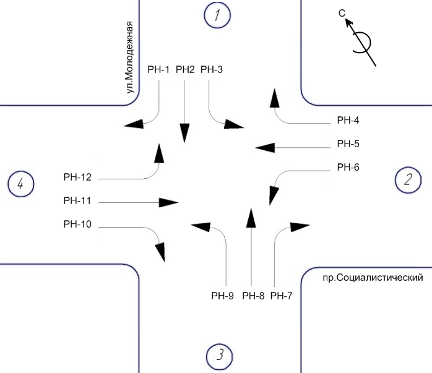 1
С
ул.Молодежная
РН-1 РН2 РН-3
РН-4
РН-5
РН-6
РН-12
РН-11
РН-10
4
2
пр.Социалистический
РН-9 РН-8 РН-7
3